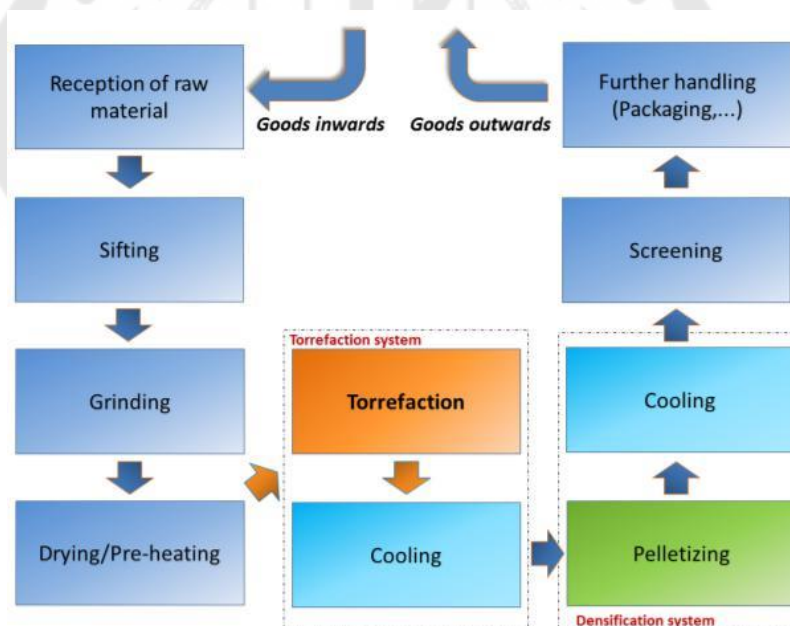 Reception of raw
material
Goods inwards
Goods outwards
Further handling
(Packaging,...)
Sifting
Screening
Grinding
Torrefaction system
Torrefaction
Cooling
Drying/Pre-heating
Cooling
Pelletizing
Densification system